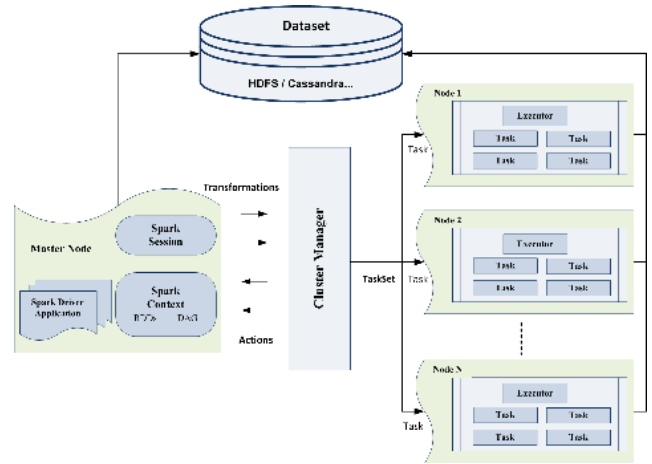 Dataset
HDFS / Cassandra...
Master Node
Spark
Session
Spark Driver
Application
Spark
Context
RDDs DAG
Transformations
Actions
Cluster Manager
TaskSet
Node 1
Executor
Task Task
Task Task
Task
Node 2
Executor
Task Task
Task Task
Task
Node N
Executor
Task Task
Task Task
Task